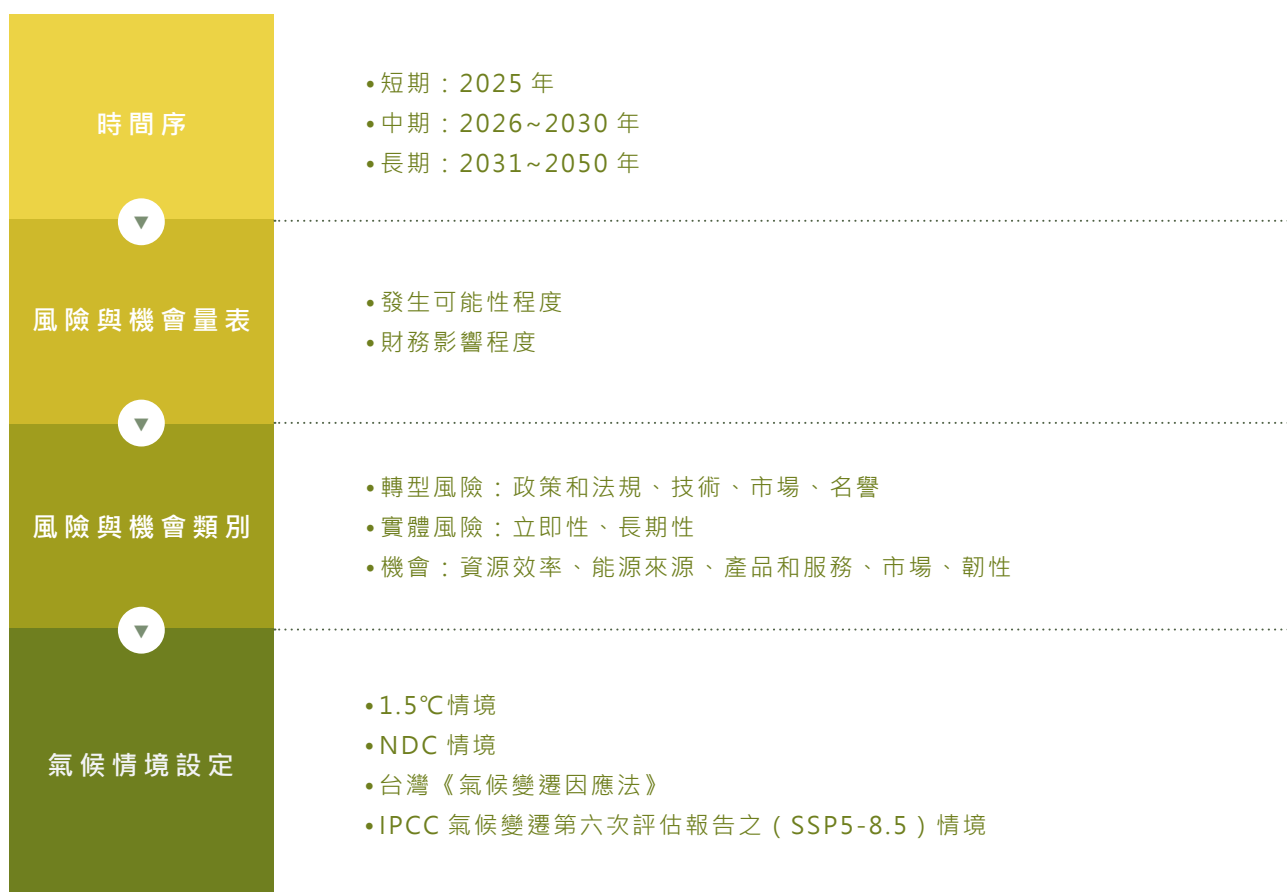 時間序
•短期：2025 年
•中期：2026~2030 年
•長期：2031~2050 年
風險與機會量表
•發生可能性程度
•財務影響程度
風險與機會類別
•轉型風險：政策和法規、技術、市場、名譽
•實體風險：立即性、長期性
•機會：資源效率、能源來源、產品和服務、市場、韌性
氣候情境設定
•1.5℃情境
•NDC 情境
•台灣《氣候變遷因應法》
•IPCC 氣候變遷第六次評估報告之（SSP5-8.5）情境